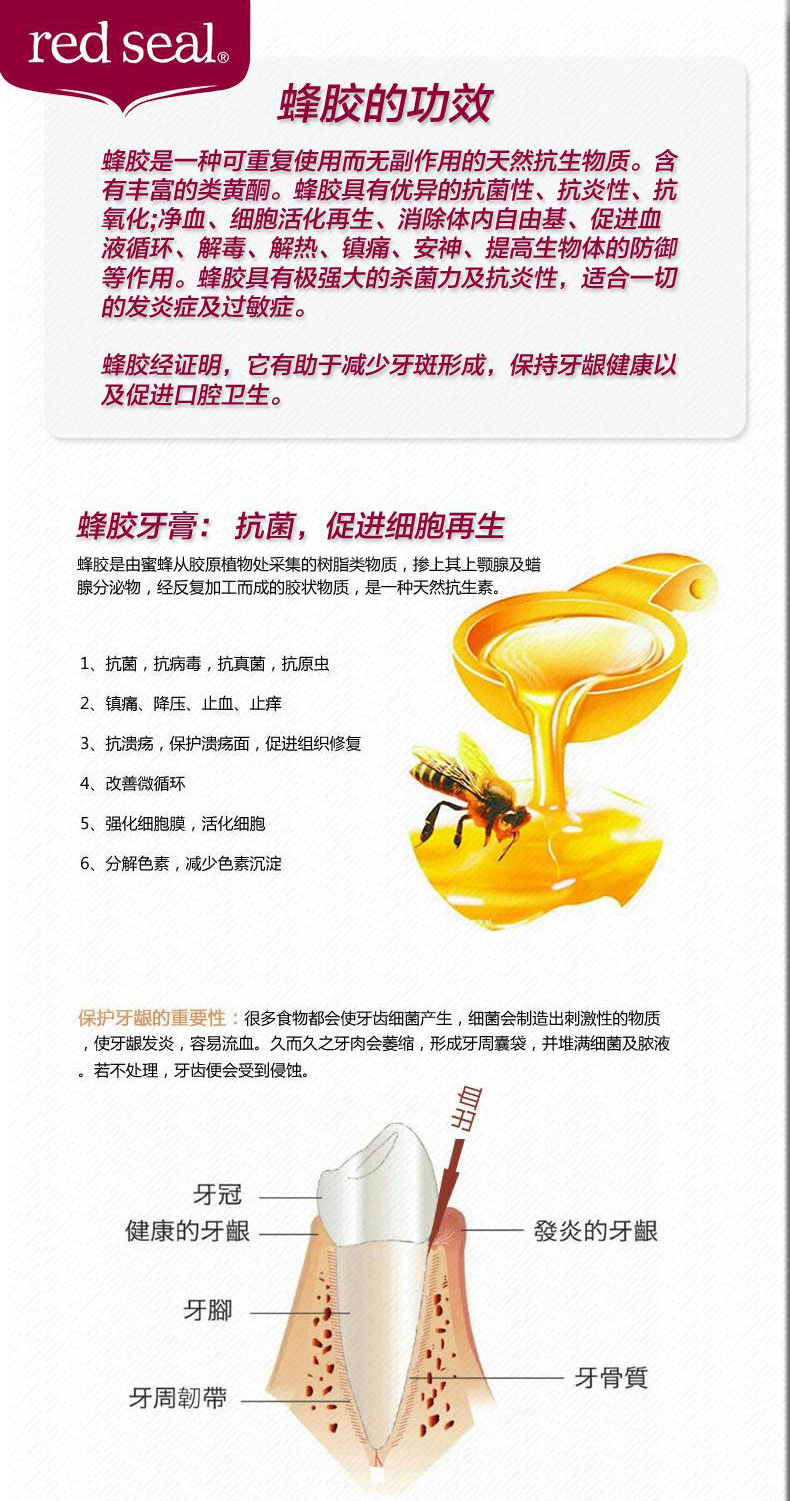 red seal®
蜂胶的功效
蜂胶是一种可重复使用而无副作用的天然抗生物质。含
有丰富的类黄酮。蜂胶具有优异的抗菌性、抗炎性、抗
氧化;净血、细胞活化再生、消除体内自由基、促进血
液循环、解毒、解热、镇痛、安神、提高生物体的防御
等作用。蜂胶具有极强大的杀菌力及抗炎性，适合一切
的发炎症及过敏症。
蜂胶经证明，它有助于减少牙斑形成，保持牙龈健康以
及促进口腔卫生。
蜂胶牙膏： 抗菌，促进细胞再生
蜂胶是由蜜蜂从胶原植物处采集的树脂类物质，掺上其上颚腺及蜡
腺分泌物，经反复加工而成的胶状物质，是一种天然抗生素。
1、抗菌，抗病毒，抗真菌，抗原虫
2、镇痛、降压、止血、止痒
3、抗溃疡，保护溃疡面，促进组织修复
4、改善微循环
5、强化细胞膜，活化细胞
6、分解色素，减少色素沉淀
保护牙龈的重要性：很多食物都会使牙齿细菌产生，细菌会制造出刺激性的物质
，使牙龈发炎，容易流血。久而久之牙肉会萎缩，形成牙周囊袋，并堆满细菌及脓液
。若不处理，牙齿便会受到侵蚀。
牙冠
健康的牙齦
發炎的牙齦
牙腳
牙骨質
牙周韌帶